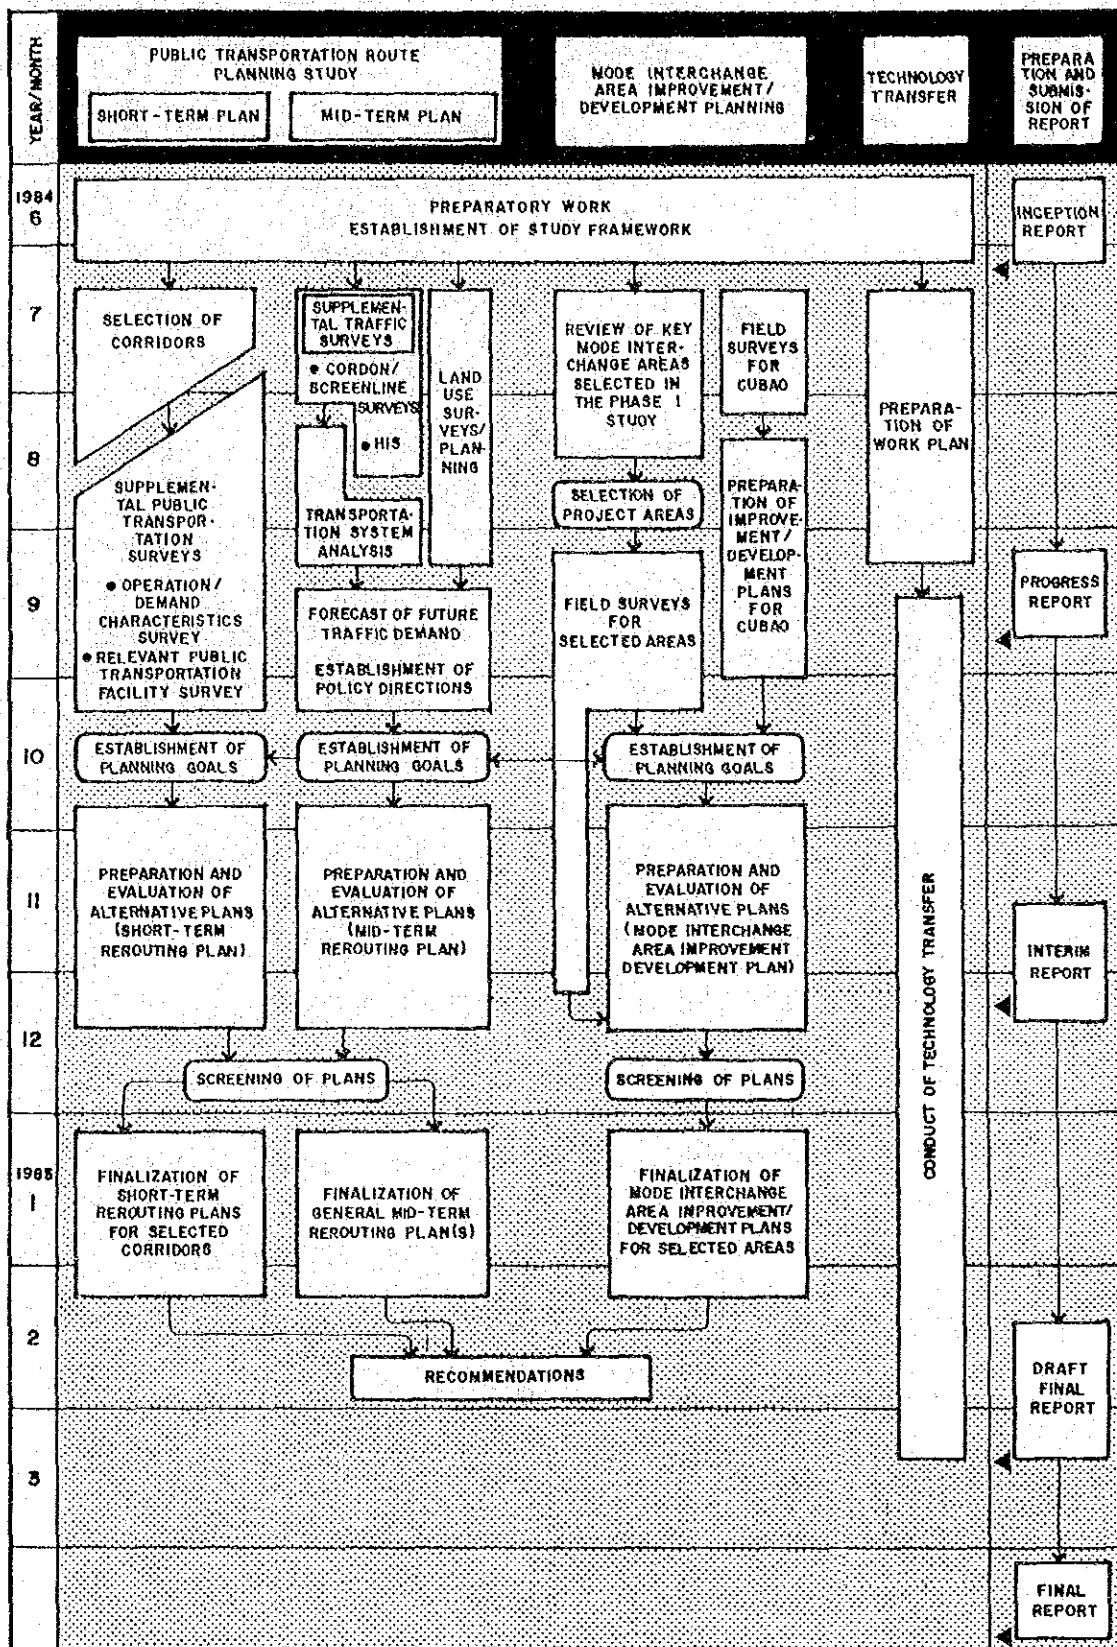 YEAR/MONTH
PUBLIC TRANSPORTATION ROUTE
PLANNING STUDY
SHORT-TERM PLAN
MID-TERM PLAN
MODE INTERCHANGE
AREA IMPROVEMENT/
DEVELOPMENT PLANNING
TECHNOLOGY
TRANSFER
PREPARA
TION AND
SUBMIS-
SION OF
REPORT
1984
6
PREPARATORY WORK
ESTABLISHMENT OF STUDY FRAMEWORK
INCEPTION
REPORT
7
SELECTION OF
CORRIDORS
SUPPLEMEN-
TAL TRAFFIC
SURVEYS
• CORDON/
SCREENLINE
SURVEYS
• HIS
LAND
USE SUR-
VEYS/
PLAN-
NING
REVIEW OF KEY
MODE INTER-
CHANGE AREAS
SELECTED IN
THE PHASE I
STUDY
FIELD
SURVEYS
FOR
CUBAO
PREPARA-
TION OF
WORK PLAN
8
SUPPLEMEN-
TAL PUBLIC
TRANSPOR-
TATION
SURVEYS
• OPERATION/
DEMAND
CHARACTERISTICS
SURVEY
• RELEVANT PUBLIC
TRANSPORTATION
FACILITY SURVEY
TRANSPORTA-
TION SYSTEM
ANALYSIS
SELECTION OF
PROJECT AREAS
PREPARA-
TION OF
IMPROVE-
MENT/
DEVELOP-
MENT
PLANS FOR
CUBAO
9
FORECAST OF FUTURE
TRAFFIC DEMAND
ESTABLISHMENT OF
POLICY DIRECTIONS
FIELD SURVEYS
FOR
SELECTED AREAS
PROGRESS
REPORT
10
ESTABLISHMENT OF
PLANNING GOALS
ESTABLISHMENT OF
PLANNING GOALS
ESTABLISHMENT OF
PLANNING GOALS
CONDUCT OF TECHNOLOGY TRANSFER
11
PREPARATION AND
EVALUATION OF
ALTERNATIVE PLANS
(SHORT-TERM
REROUTING PLAN)
PREPARATION AND
EVALUATION OF
ALTERNATIVE PLANS
(MID-TERM
REROUTING PLAN)
PREPARATION AND
EVALUATION OF
ALTERNATIVE PLANS
(MODE INTERCHANGE
AREA IMPROVEMENT
DEVELOPMENT PLAN)
INTERIM
REPORT
12
SCREENING OF PLANS
SCREENING OF PLANS
1985
1
FINALIZATION OF
SHORT-TERM
REROUTING PLANS
FOR SELECTED
CORRIDORS
FINALIZATION OF
GENERAL MID-TERM
REROUTING PLAN(S)
FINALIZATION OF
MODE INTERCHANGE
AREA IMPROVEMENT/
DEVELOPMENT PLANS
FOR SELECTED AREAS
2
RECOMMENDATIONS
DRAFT
FINAL
REPORT
3
FINAL
REPORT